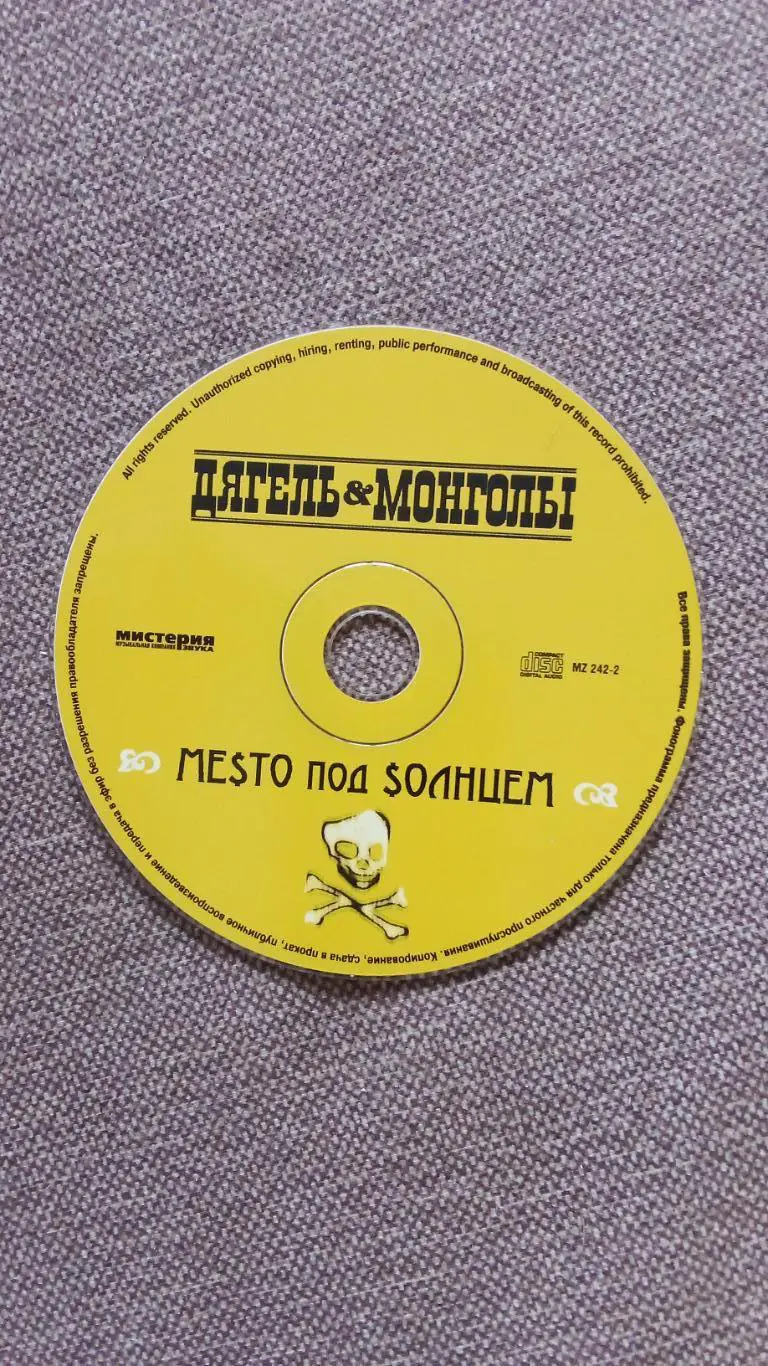 All rights reserved. Unauthorized copying, hiring, renting, public performance and broadcasting of this record prohibited.
ДЯГЕЛЬ & МОНГОЛЫ
мистерия
МУЗЫКАЛЬНАЯ КОМПАНИЯ ЗВУКА
COMPACT
disc
DIGITAL AUDIO
MZ 242-2
МЕ$ТО ПОД $ОЛНЦЕМ
Все права защищены. Фонограмма предназначена только для частного прослушивания. Копирование, сдача в прокат, публичное воспроизведение и передача в эфир без разрешения правообладателя запрещены.